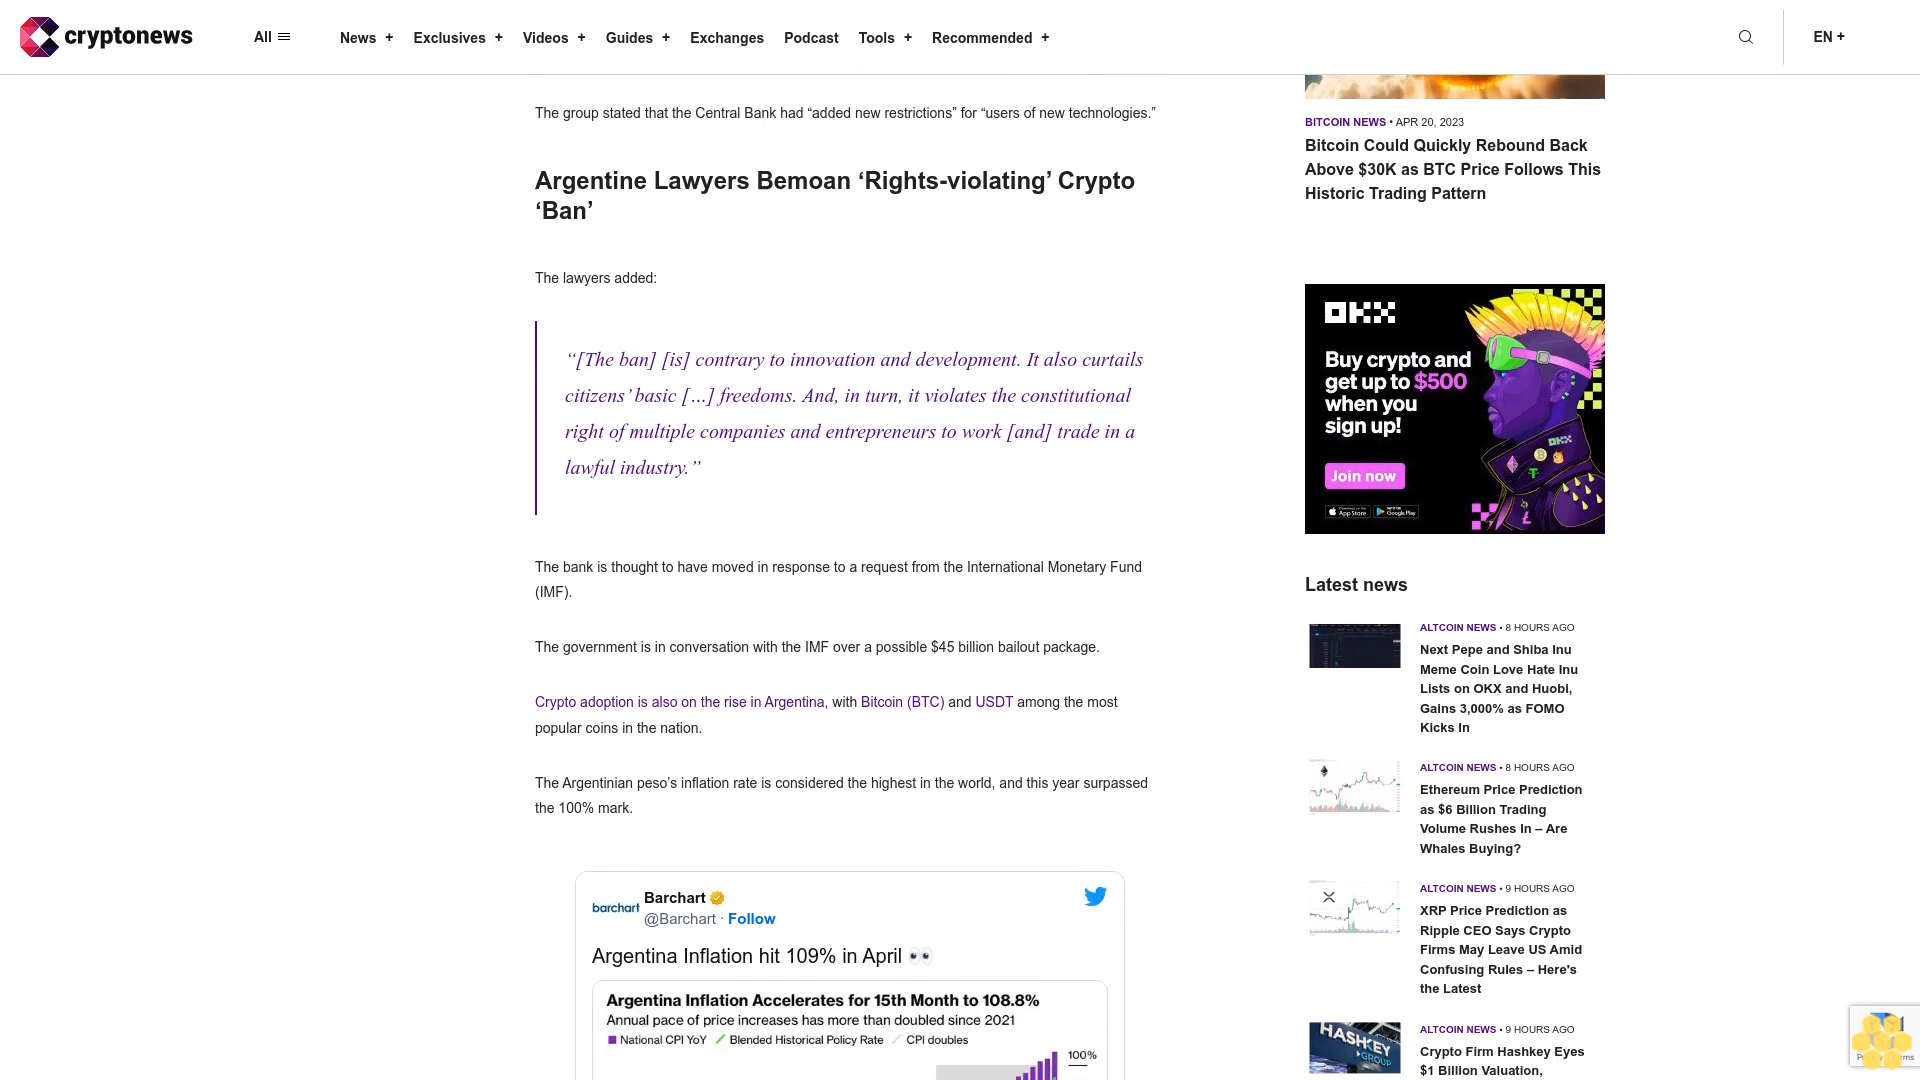 cryptonews
All
News +
Exclusives +
Videos +
Guides +
Exchanges
Podcast
Tools +
Recommended +
EN +
The group stated that the Central Bank had “added new restrictions” for “users of new technologies.”
Argentine Lawyers Bemoan ‘Rights-violating’ Crypto
‘Ban’
The lawyers added:
“[The ban] [is] contrary to innovation and development. It also curtails
citizens’ basic […] freedoms. And, in turn, it violates the constitutional
right of multiple companies and entrepreneurs to work [and] trade in a
lawful industry.”
The bank is thought to have moved in response to a request from the International Monetary Fund
(IMF).
The government is in conversation with the IMF over a possible $45 billion bailout package.
Crypto adoption is also on the rise in Argentina, with Bitcoin (BTC) and USDT among the most
popular coins in the nation.
The Argentinian peso’s inflation rate is considered the highest in the world, and this year surpassed
the 100% mark.
barchart
Barchart
@Barchart · Follow
Argentina Inflation hit 109% in April 👀
Argentina Inflation Accelerates for 15th Month to 108.8%
Annual pace of price increases has more than doubled since 2021
National CPI YoY Blended Historical Policy Rate CPI doubles
100%
BITCOIN NEWS • APR 20, 2023
Bitcoin Could Quickly Rebound Back
Above $30K as BTC Price Follows This
Historic Trading Pattern
OKX
Buy crypto and
get up to $500
when you
sign up!
Join now
App Store
Google Play
OKX
Latest news
ALTCOIN NEWS • 8 HOURS AGO
Next Pepe and Shiba Inu
Meme Coin Love Hate Inu
Lists on OKX and Huobi,
Gains 3,000% as FOMO
Kicks In
ALTCOIN NEWS • 8 HOURS AGO
Ethereum Price Prediction
as $6 Billion Trading
Volume Rushes In – Are
Whales Buying?
ALTCOIN NEWS • 9 HOURS AGO
XRP Price Prediction as
Ripple CEO Says Crypto
Firms May Leave US Amid
Confusing Rules – Here's
the Latest
HASHKEY
GROUP
ALTCOIN NEWS • 9 HOURS AGO
Crypto Firm Hashkey Eyes
$1 Billion Valuation,